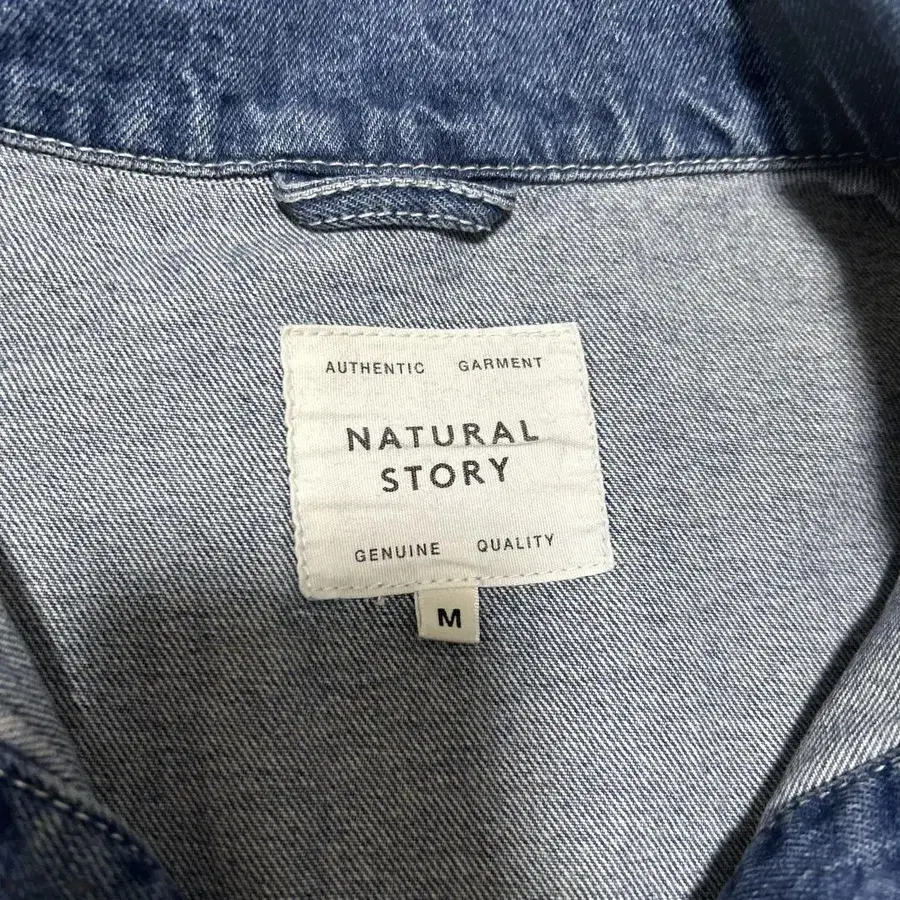 AUTHENTIC GARMENT
NATURAL
STORY
GENUINE QUALITY
M